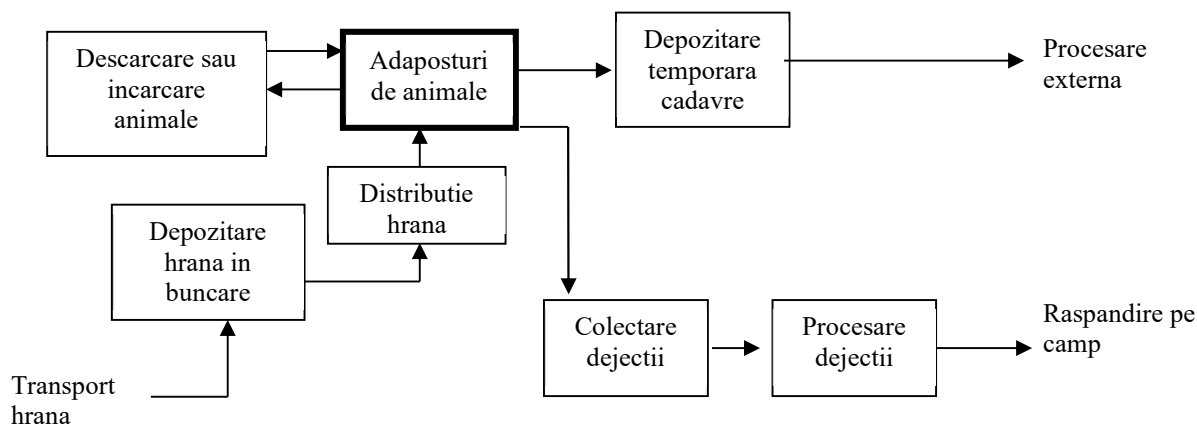 Descarcare sau
incarcare
animale
Adaposturi
de animale
Depozitare
temporara
cadavre
Procesare
externa
Distributie
hrana
Depozitare
hrana in
buncare
Colectare
dejectii
Procesare
dejectii
Raspandire pe
camp
Transport
hrana